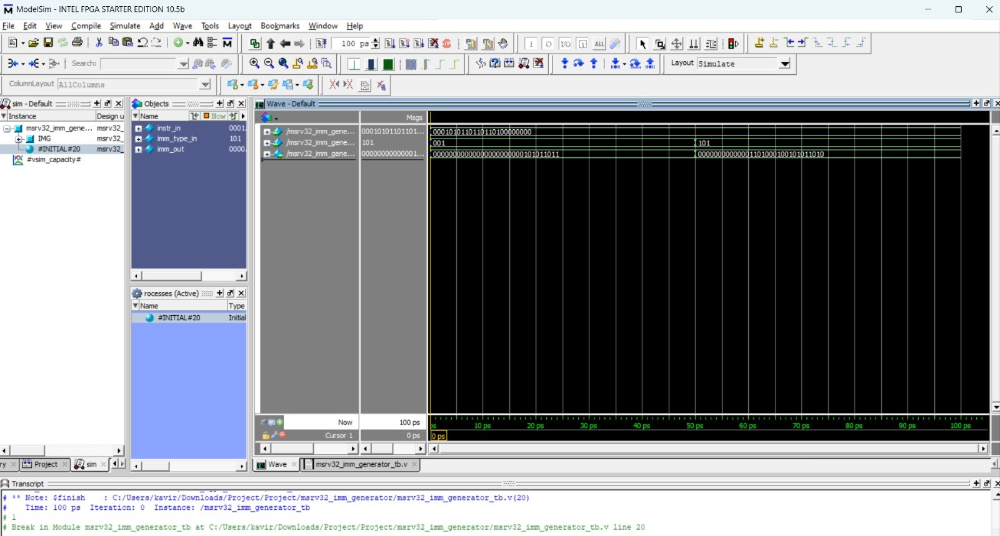 ModelSim - INTEL FPGA STARTER EDITION 10.5b
File Edit View Compile Simulate Add Wave Tools Layout Bookmarks Window Help
100 ps
Search:
Layout Simulate
ColumnLayout AllColumns
sim - Default
Instance Design u
msrv32_imm_gene... msrv32_
IMG msrv32_
#INITIAL#20 msrv32_
#vsim_capacity#
Objects
Name Now
instr_in 0001.
imm_type_in 101
imm_out 0000.
rocesses (Active)
Name Type
#INITIAL#20 Initial
Wave - Default
Msgs
/msrv32_imm_gene... 00010101101101...
/msrv32_imm_gene... 101 001 101
/msrv32_imm_gene... 00000000000001...
Now 100 ps
Cursor 1 0 ps
10 ps 20 ps 30 ps 40 ps 50 ps 60 ps 70 ps 80 ps 90 ps 100 ps
0 ps
ry Project sim
Wave msrv32_imm_generator_tb.v
Transcript
# ** Note: $finish : C:/Users/kavir/Downloads/Project/Project/msrv32_imm_generator/msrv32_imm_generator_tb.v(20)
# Time: 100 ps Iteration: 0 Instance: /msrv32_imm_generator_tb
# 1
# Break in Module msrv32_imm_generator_tb at C:/Users/kavir/Downloads/Project/Project/msrv32_imm_generator/msrv32_imm_generator_tb.v line 20